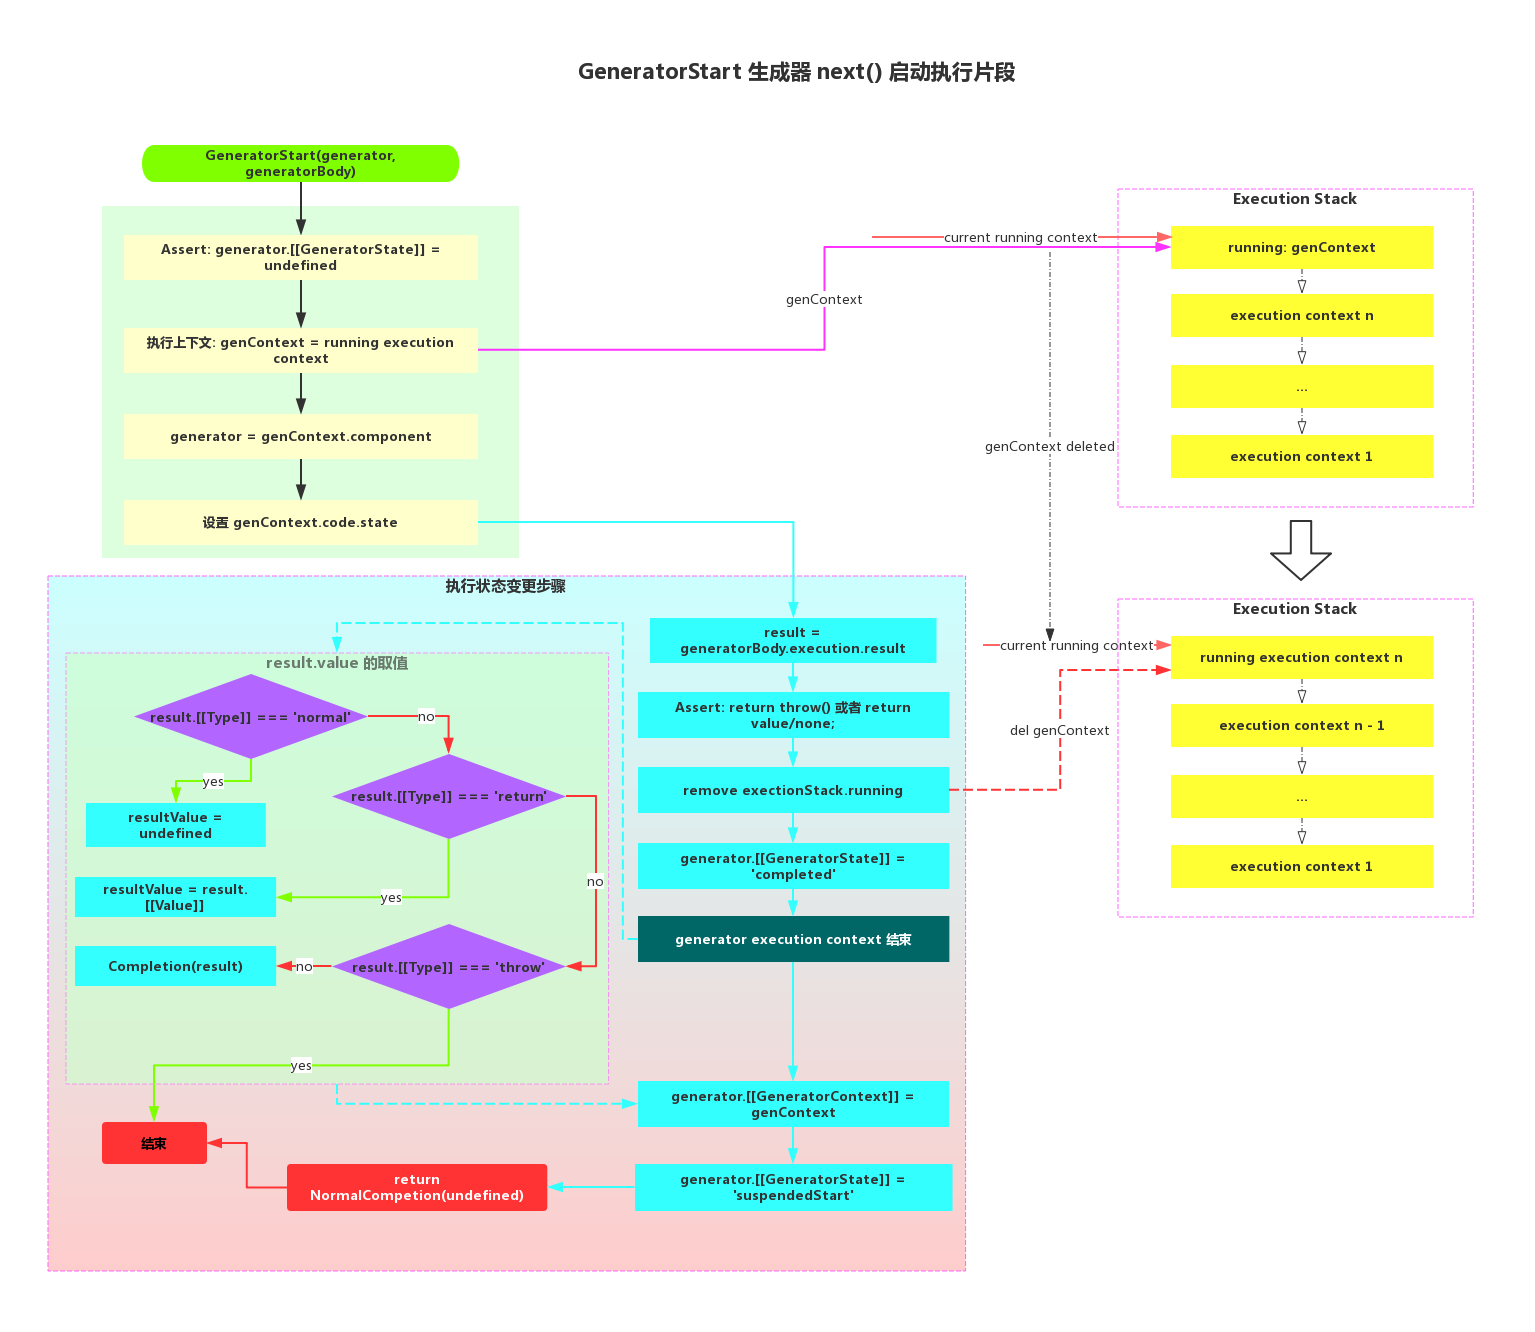 GeneratorStart 生成器 next() 启动执行片段
GeneratorStart(generator,
generatorBody)
Assert: generator.[[GeneratorState]] =
undefined
执行上下文: genContext = running execution
context
generator = genContext.component
设置 genContext.code.state
genContext
current running context
genContext deleted
Execution Stack
running: genContext
execution context n
...
execution context 1
执行状态变更步骤
result.value 的取值
result.[[Type]] === 'normal'
no
yes
resultValue =
undefined
result.[[Type]] === 'return'
no
yes
resultValue = result.
[[Value]]
result.[[Type]] === 'throw'
no
Completion(result)
yes
结束
return
NormalCompetion(undefined)
result =
generatorBody.execution.result
Assert: return throw() 或者 return
value/none;
remove exectionStack.running
generator.[[GeneratorState]] =
'completed'
generator execution context 结束
generator.[[GeneratorContext]] =
genContext
generator.[[GeneratorState]] =
'suspendedStart'
current running context
del genContext
Execution Stack
running execution context n
execution context n - 1
...
execution context 1